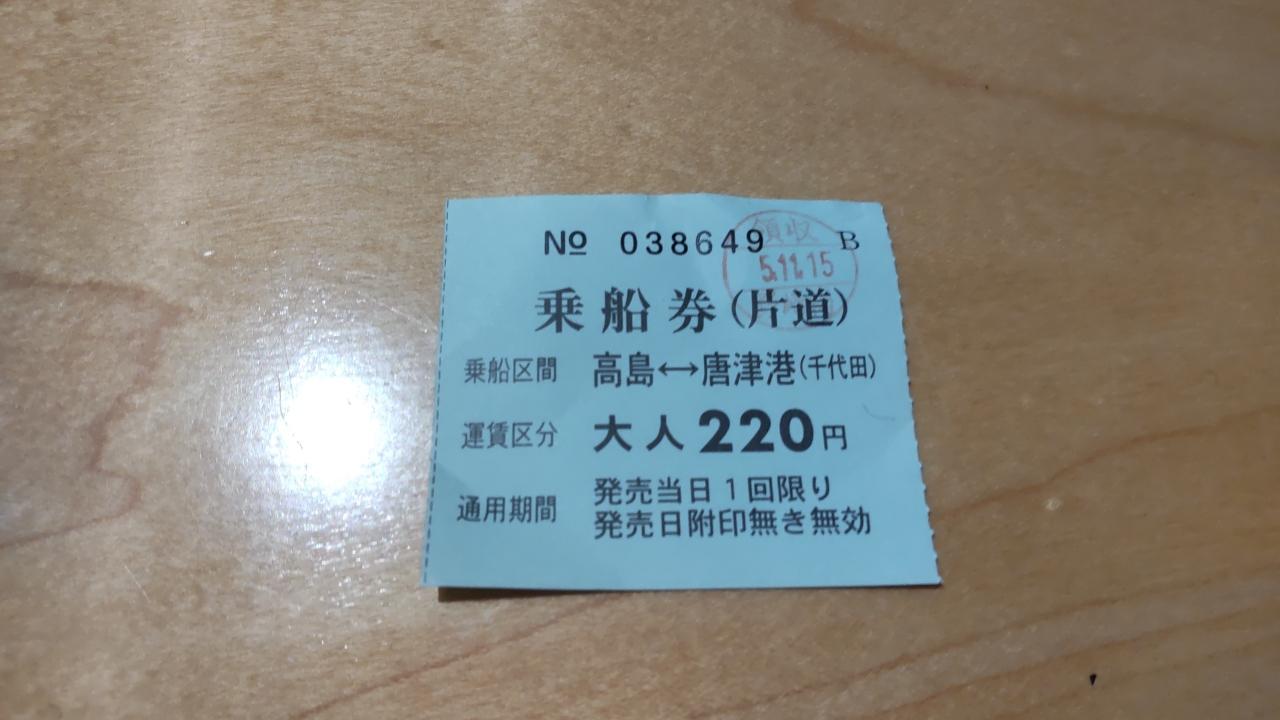 No 038649 B
領収
5.11.15
乗船券(片道)
乗船区間 高島↔唐津港(千代田)
運賃区分 大人220円
通用期間 発売当日1回限り
発売日附印無き無効